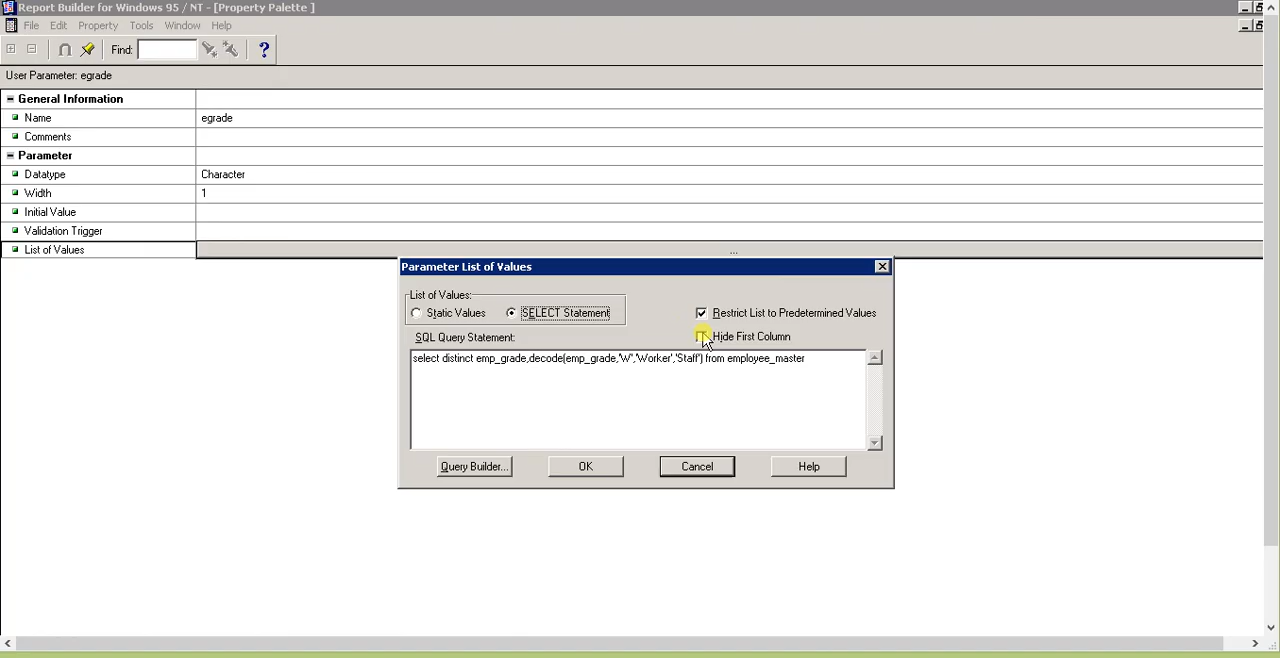 Report Builder for Windows 95 / NT - [Property Palette ]
File Edit Property Tools Window Help
Find:
User Parameter: egrade
General Information
Name egrade
Comments
Parameter
Datatype Character
Width 1
Initial Value
Validation Trigger
List of Values ...
Parameter List of Values
List of Values:
Static Values SELECT Statement Restrict List to Predetermined Values
SQL Query Statement: Hide First Column
select distinct emp_grade,decode(emp_grade,'W','Worker','Staff') from employee_master
Query Builder... OK Cancel Help